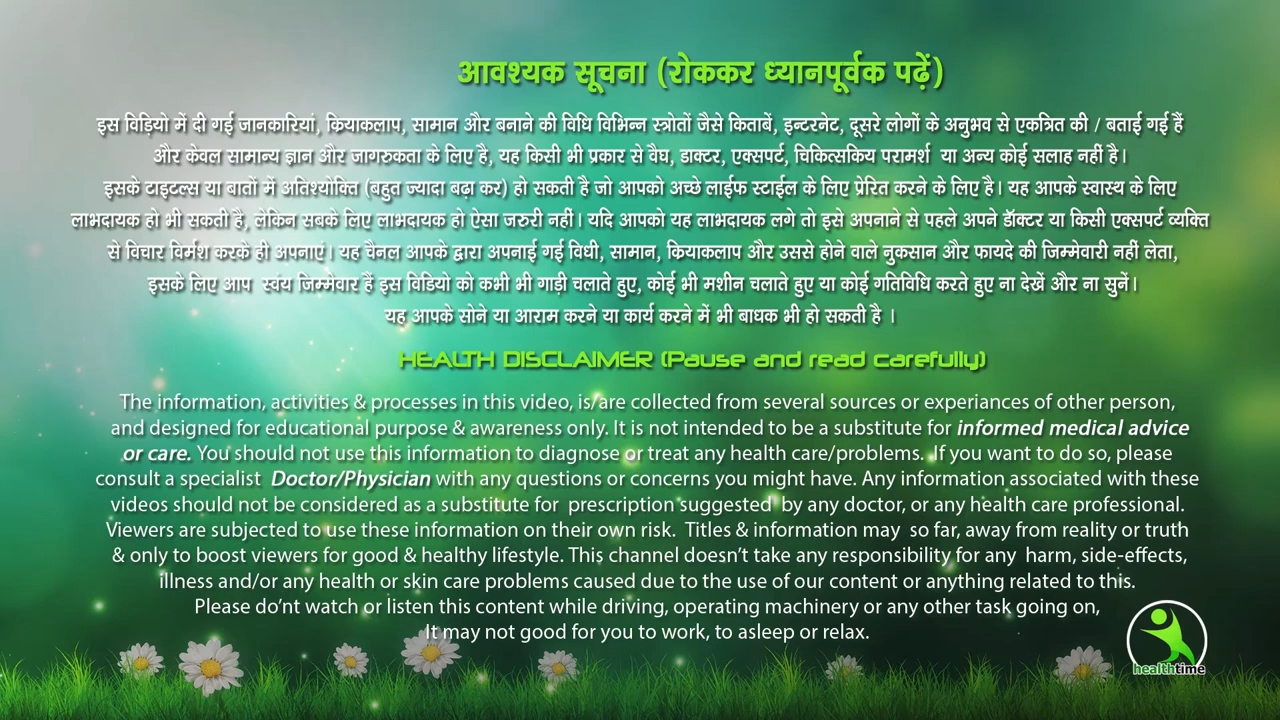 आवश्यक सूचना (रोककर ध्यानपूर्वक पढ़ें)
इस विड़ियो में दी गई जानकारियां, कियाकलाप, सामान और बनाने की विधि विभिन्न स्त्रोतों जैसे किताबें, इन्टरनेट, दूसरे लोगों के अनुभव से एकत्रित की / बताई गई हैं
और केवल सामान्य ज्ञान और जागरुकता के लिए है, यह किसी भी प्रकार से वैघ, डाक्टर, एक्सपर्ट, चिकित्सकिय परामर्श या अन्य कोई सलाह नहीं है।
इसके टाइटल्स या बातों में अतिश्योक्ति (बहुत ज्यादा बढ़ा कर) हो सकती है जो आपको अच्छे लाईफ स्टाईल के लिए प्रेरित करने के लिए है। यह आपके स्वास्थ के लिए
लाभदायक हो भी सकती है, लेकिन सबके लिए लाभदायक हो ऐसा जरुरी नहीं। यदि आपको यह लाभदायक लगे तो इसे अपनाने से पहले अपने डॅाक्टर या किसी एक्सपर्ट व्यक्ति
से विचार विर्मश करके ही अपनाएं। यह चैनल आपके द्वारा अपनाई गई विधी, सामान, कियाकलाप और उससे होने वाले नुकसान और फायदे की जिम्मेवारी नहीं लेता,
इसके लिए आप स्वंय जिम्मेवार हैं इस विडियो को कभी भी गाड़ी चलाते हुए, कोई भी मशीन चलाते हुए या कोई गतिविधि करते हुए ना देखें और ना सुनें।
यह आपके सोने या आराम करने या कार्य करने में भी बाधक भी हो सकती है ।
HEALTH DISCLAIMER (Pause and read carefully)
The information, activities & processes in this video, is/are collected from several sources or experiances of other person,
and designed for educational purpose & awareness only. It is not intended to be a substitute for informed medical advice
or care. You should not use this information to diagnose or treat any health care/problems. If you want to do so, please
consult a specialist Doctor/Physician with any questions or concerns you might have. Any information associated with these
videos should not be considered as a substitute for prescription suggested by any doctor, or any health care professional.
Viewers are subjected to use these information on their own risk. Titles & information may so far, away from reality or truth
& only to boost viewers for good & healthy lifestyle. This channel doesn't take any responsibility for any harm, side-effects,
illness and/or any health or skin care problems caused due to the use of our content or anything related to this.
Please do'nt watch or listen this content while driving, operating machinery or any other task going on,
It may not good for you to work, to asleep or relax.
healthtime